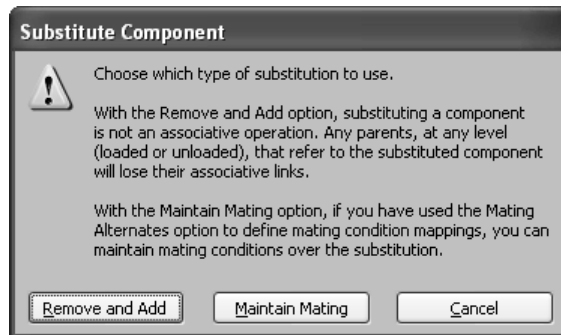 Substitute Component
Choose which type of substitution to use.
With the Remove and Add option, substituting a component
is not an associative operation. Any parents, at any level
(loaded or unloaded), that refer to the substituted component
will lose their associative links.
With the Maintain Mating option, if you have used the Mating
Alternates option to define mating condition mappings, you can
maintain mating conditions over the substitution.
Remove and Add
Maintain Mating
Cancel